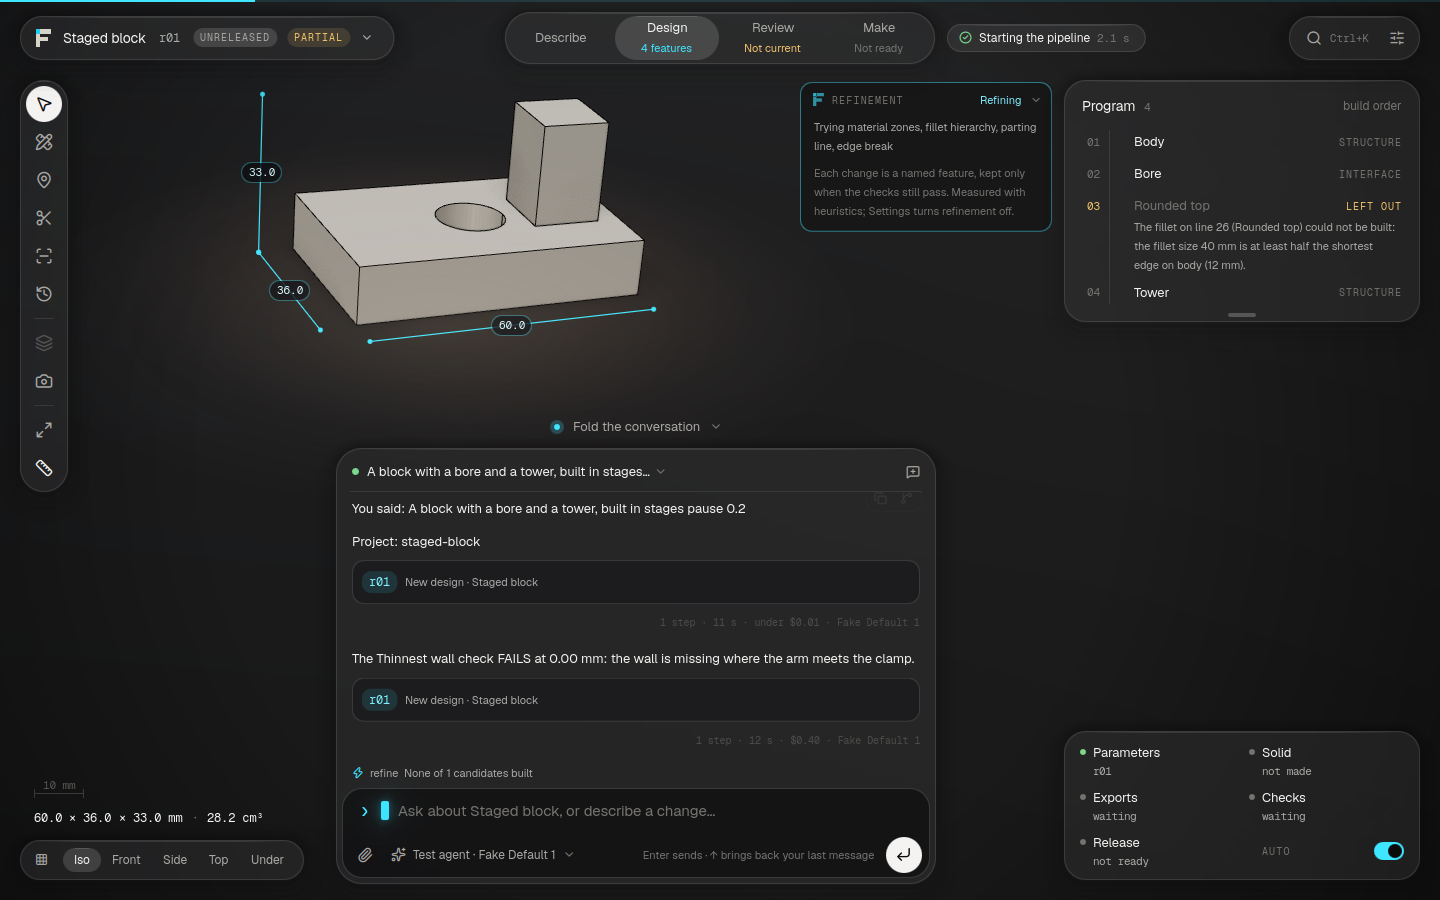 Staged block r01 UNRELEASED PARTIAL
Describe
Design
4 features
Review
Not current
Make
Not ready
Starting the pipeline 2.1 s
Ctrl+K
33.0
36.0
60.0
REFINEMENT Refining
Trying material zones, fillet hierarchy, parting
line, edge break
Each change is a named feature, kept only
when the checks still pass. Measured with
heuristics; Settings turns refinement off.
Program 4 build order
01 Body STRUCTURE
02 Bore INTERFACE
03 Rounded top LEFT OUT
The fillet on line 26 (Rounded top) could not be built:
the fillet size 40 mm is at least half the shortest
edge on body (12 mm).
04 Tower STRUCTURE
Fold the conversation
A block with a bore and a tower, built in stages…
You said: A block with a bore and a tower, built in stages pause 0.2
Project: staged-block
r01 New design · Staged block
1 step · 11 s · under $0.01 · Fake Default 1
The Thinnest wall check FAILS at 0.00 mm: the wall is missing where the arm meets the clamp.
r01 New design · Staged block
1 step · 12 s · $0.40 · Fake Default 1
refine None of 1 candidates built
Ask about Staged block, or describe a change…
Test agent · Fake Default 1
Enter sends · ↑ brings back your last message
10 mm
60.0 × 36.0 × 33.0 mm · 28.2 cm³
Iso Front Side Top Under
Parameters
r01
Solid
not made
Exports
waiting
Checks
waiting
Release
not ready
AUTO